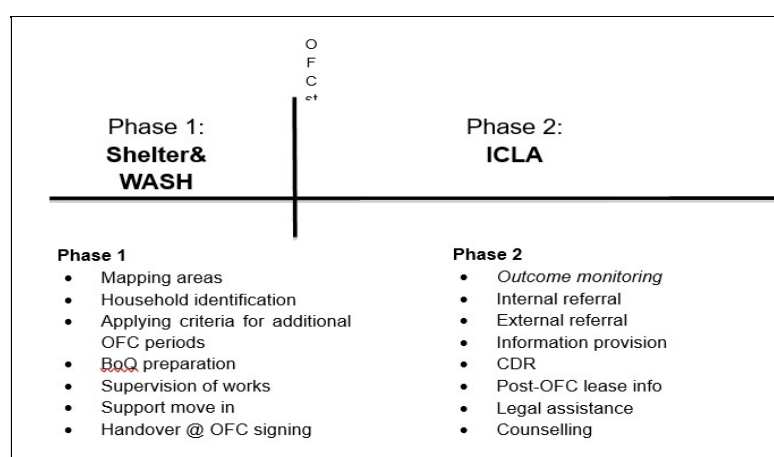 O
F
C
st
Phase 1:
Shelter&
WASH
Phase 2:
ICLA
Phase 1
• Mapping areas
• Household identification
• Applying criteria for additional
OFC periods
• BoQ preparation
• Supervision of works
• Support move in
• Handover @ OFC signing
Phase 2
• Outcome monitoring
• Internal referral
• External referral
• Information provision
• CDR
• Post-OFC lease info
• Legal assistance
• Counselling